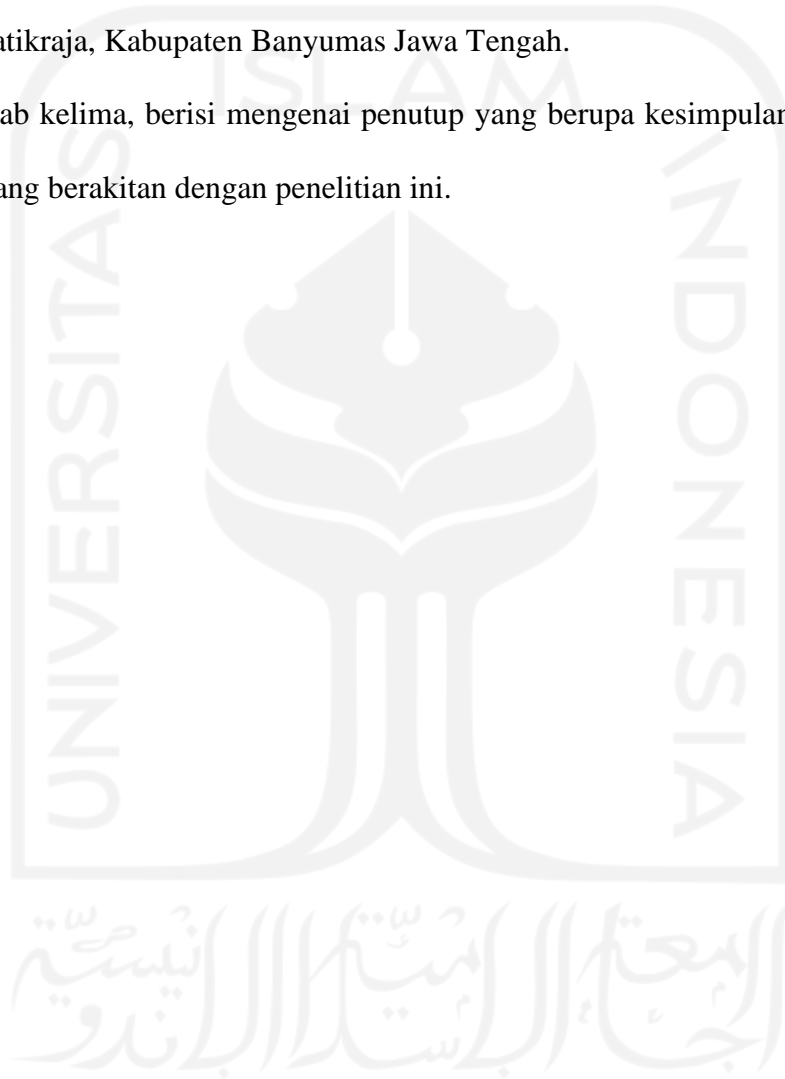 atikraja, Kabupaten Banyumas Jawa Tengah.
ab kelima, berisi mengenai penutup yang berupa kesimpulan
ang berakitan dengan penelitian ini.
ISLAM
UNIVERSITAS
INDONESIA